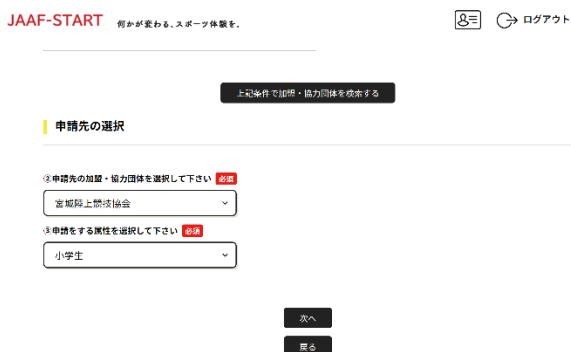 JAAF-START 何かが変わる、スポーツ体験を。
ログアウト
上記条件で加盟・協力団体を検索する
申請先の選択
②申請先の加盟・協力団体を選択して下さい 必須
宮城陸上競技協会
③申請をする属性を選択して下さい 必須
小学生
次へ
戻る